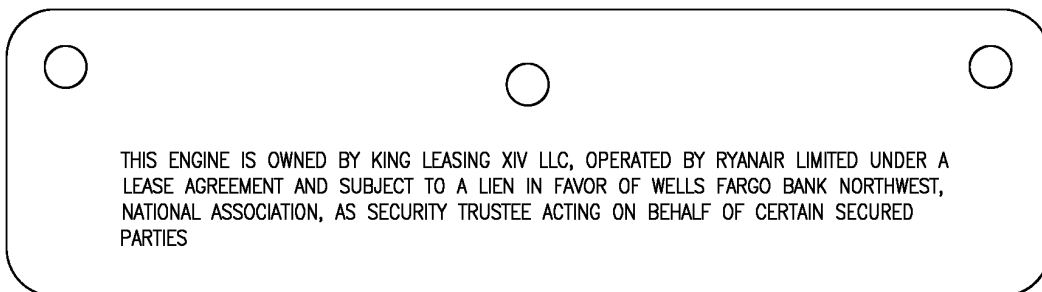 THIS ENGINE IS OWNED BY KING LEASING XIV LLC, OPERATED BY RYANAIR LIMITED UNDER A
LEASE AGREEMENT AND SUBJECT TO A LIEN IN FAVOR OF WELLS FARGO BANK NORTHWEST,
NATIONAL ASSOCIATION, AS SECURITY TRUSTEE ACTING ON BEHALF OF CERTAIN SECURED
PARTIES